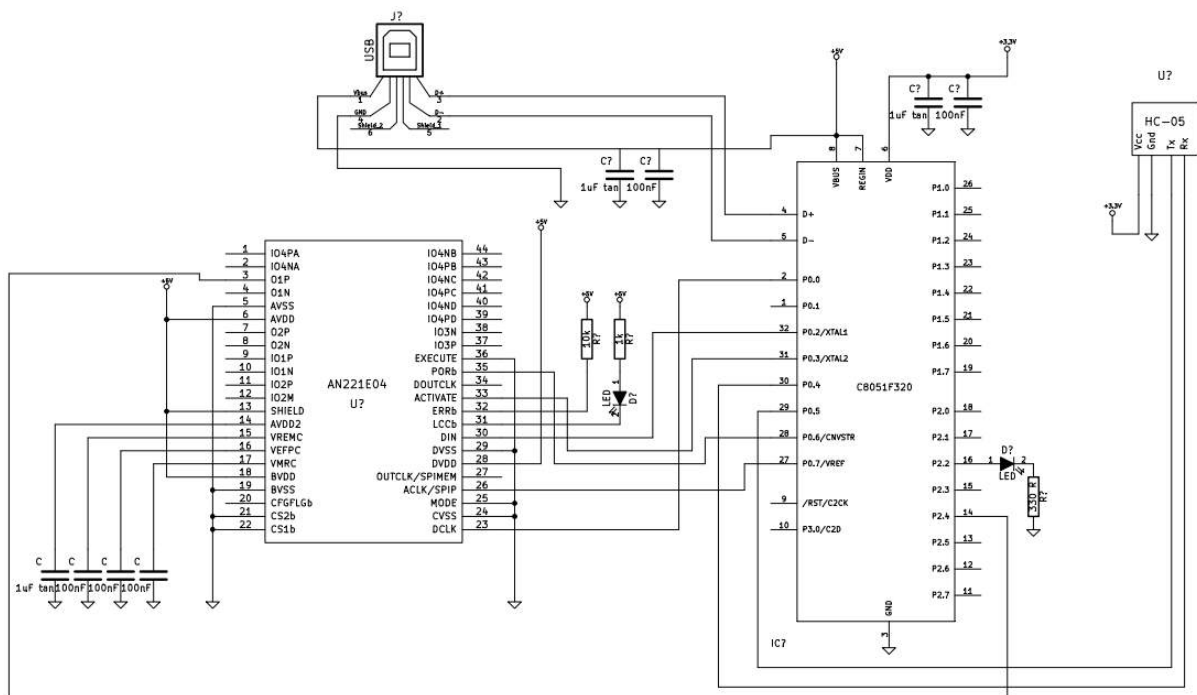 J?
USB
Vbus
1
D+
3
GND
4
D-
2
Shield_2
6
Shield_1
5
+5V
+3,3V
C?
C?
1uF tan
100nF
U?
HC-05
Vcc
Gnd
Tx
Rx
+3,3V
C?
C?
1uF tan
100nF
+5V
+5V
1 IO4PA
2 IO4NA
3 O1P
4 O1N
5 AVSS
6 AVDD
7 O2P
8 O2N
9 IO1P
10 IO1N
11 IO2P
12 IO2M
13 SHIELD
14 AVDD2
15 VREMC
16 VEFPC
17 VMRC
18 BVDD
19 BVSS
20 CFGFLGb
21 CS2b
22 CS1b
AN221E04
U?
IO4NB 44
IO4PB 43
IO4NC 42
IO4PC 41
IO4ND 40
IO4PD 39
IO3N 38
IO3P 37
EXECUTE 36
PORb 35
DOUTCLK 34
ACTIVATE 33
ERRb 32
LCCb 31
DIN 30
DVSS 29
DVDD 28
OUTCLK/SPIMEM 27
ACLK/SPIP 26
MODE 25
CVSS 24
DCLK 23
+5V
+5V
10k
R?
1k
R?
1
LED
D?
2
C
C
C
C
1uF tan
100nF
100nF
100nF
8 VBUS
7 REGIN
6 VDD
4 D+
5 D-
2 P0.0
1 P0.1
32 P0.2/XTAL1
31 P0.3/XTAL2
30 P0.4
29 P0.5
28 P0.6/CNVSTR
27 P0.7/VREF
9 /RST/C2CK
10 P3.0/C2D
C8051F320
P1.0 26
P1.1 25
P1.2 24
P1.3 23
P1.4 22
P1.5 21
P1.6 20
P1.7 19
P2.0 18
P2.1 17
P2.2 16
P2.3 15
P2.4 14
P2.5 13
P2.6 12
P2.7 11
GND
3
IC?
D?
1
2
LED
330 R
R?